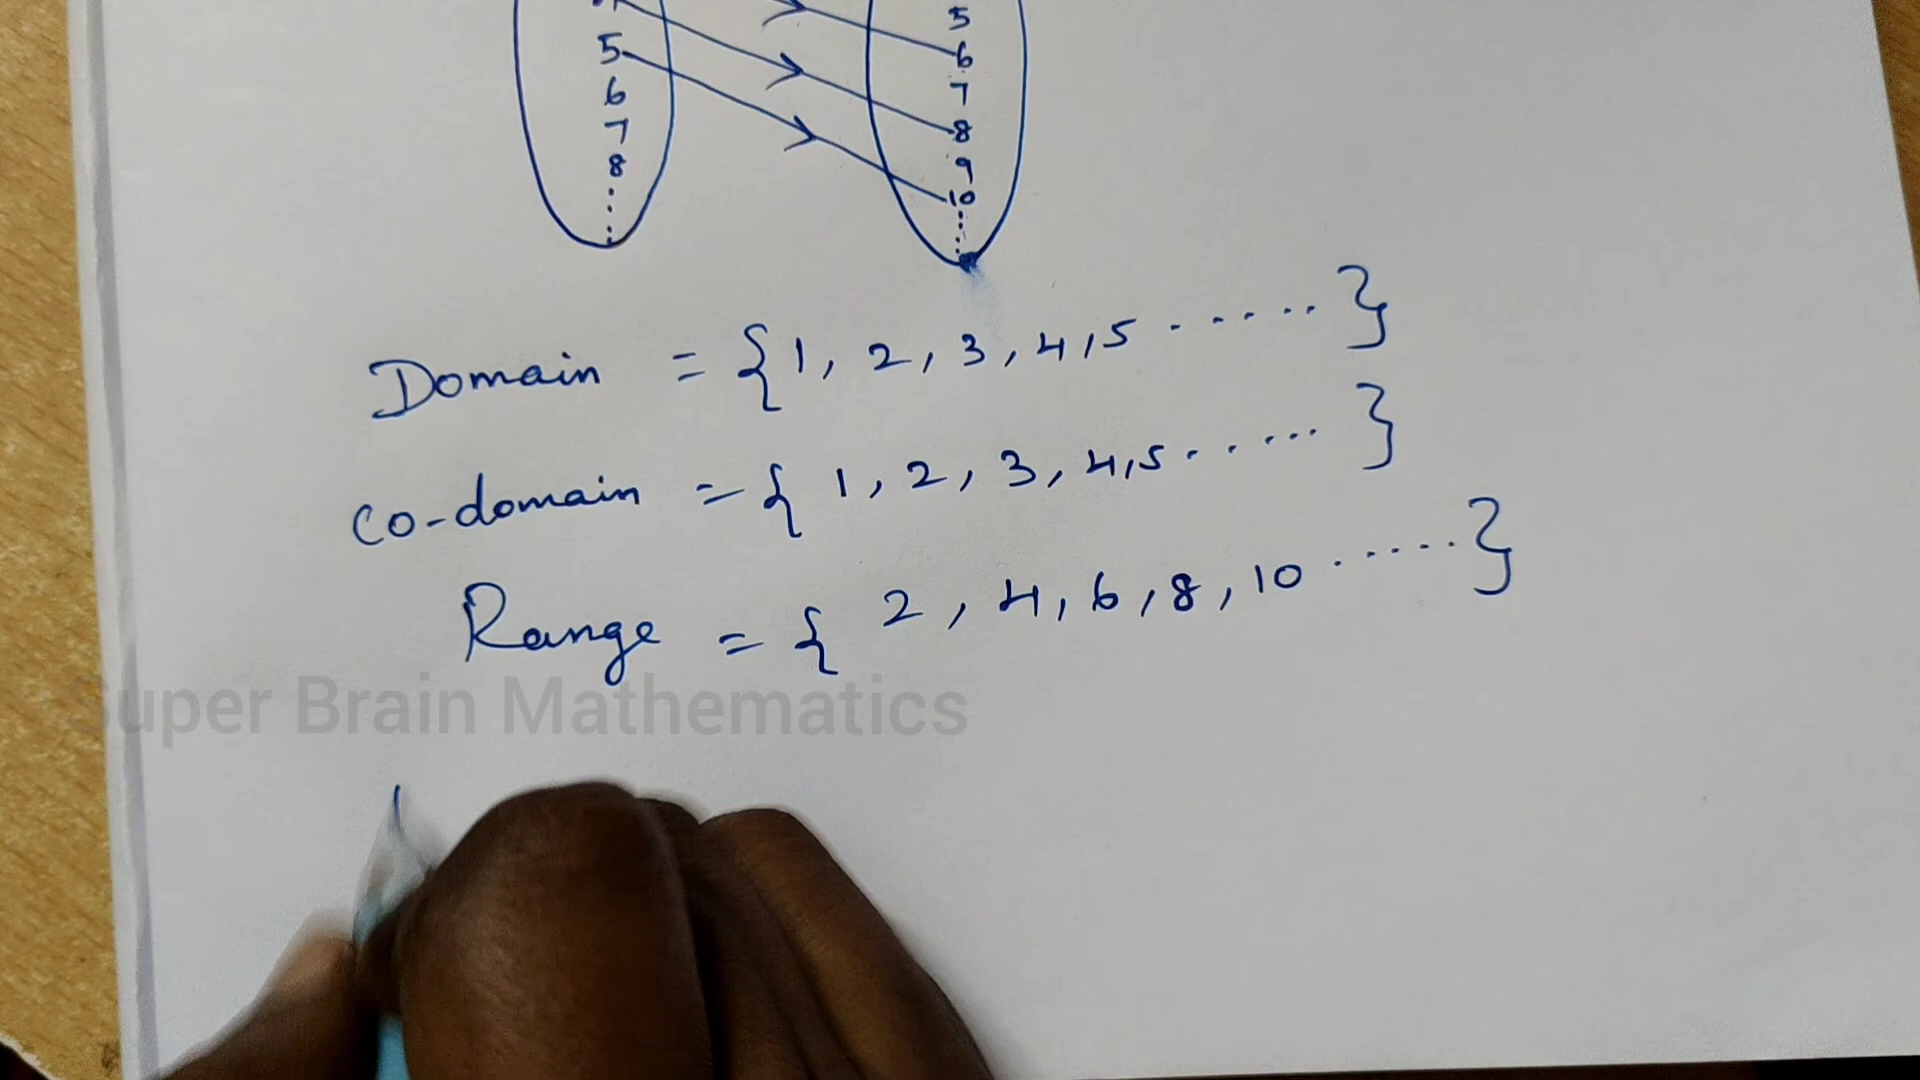 5
5 6
6 7
7 8
8 9
10
Domain = {1, 2, 3, 4, 5 ...... }
co-domain = { 1, 2, 3, 4, 5 ...... }
Range = { 2, 4, 6, 8, 10 ...... }
Super Brain Mathematics